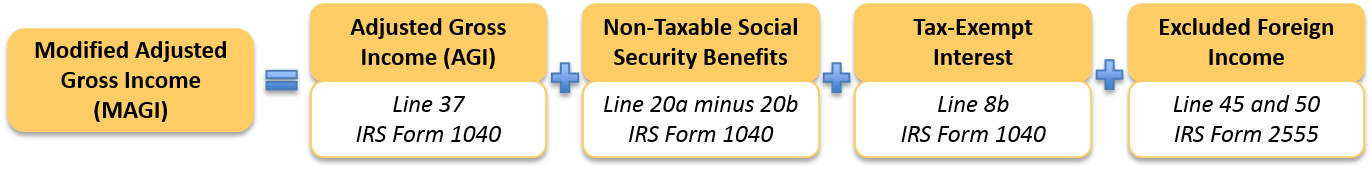 Modified Adjusted
Gross Income
(MAGI)
=
Adjusted Gross
Income (AGI)
Line 37
IRS Form 1040
+
Non-Taxable Social
Security Benefits
Line 20a minus 20b
IRS Form 1040
+
Tax-Exempt
Interest
Line 8b
IRS Form 1040
+
Excluded Foreign
Income
Line 45 and 50
IRS Form 2555